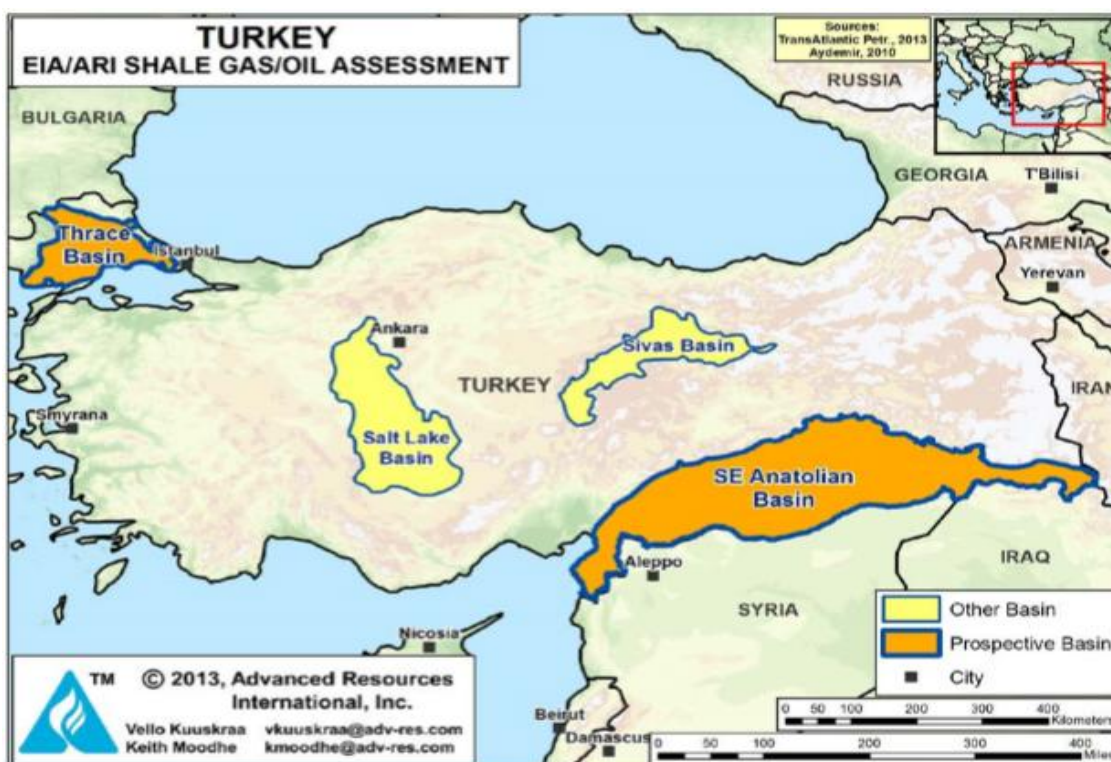 TURKEY
EIA/ARI SHALE GAS/OIL ASSESSMENT
Sources:
TransAtlantic Petr., 2013
Aydemir, 2010
RUSSIA
BULGARIA
GEORGIA
T'Bilisi
Thrace
Basin
Istanbul
ARMENIA
Yerevan
Ankara
Sivas Basin
TURKEY
IRAN
Smyrana
Salt Lake
Basin
SE Anatolian
Basin
Aleppo
IRAQ
SYRIA
Nicosia
Other Basin
Prospective Basin
City
TM
© 2013, Advanced Resources
International, Inc.
Vello Kuuskraa vkuuskraa@adv-res.com
Keith Moodhe kmoodhe@adv-res.com
Beirut
Damascus
0 50 100 200 300 400
Kilometers
0 50 100 200 300 400
Miles